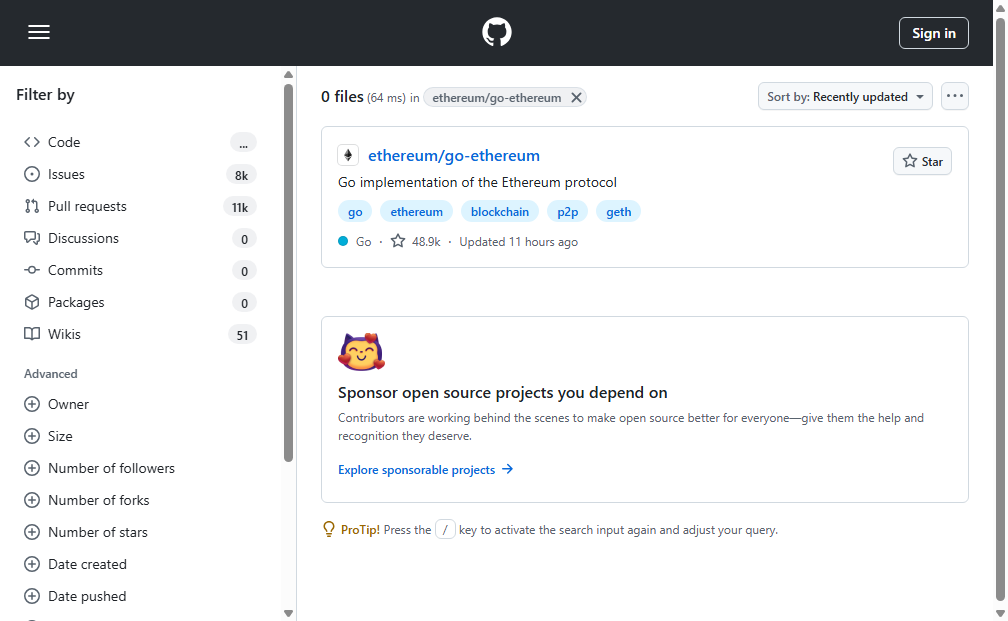 Sign in
Filter by
Code
...
Issues
8k
Pull requests
11k
Discussions
0
Commits
0
Packages
0
Wikis
51
Advanced
Owner
Size
Number of followers
Number of forks
Number of stars
Date created
Date pushed
0 files (64 ms) in ethereum/go-ethereum
Sort by: Recently updated
ethereum/go-ethereum
Star
Go implementation of the Ethereum protocol
go ethereum blockchain p2p geth
Go · 48.9k · Updated 11 hours ago
Sponsor open source projects you depend on
Contributors are working behind the scenes to make open source better for everyone—give them the help and
recognition they deserve.
Explore sponsorable projects →
ProTip! Press the / key to activate the search input again and adjust your query.